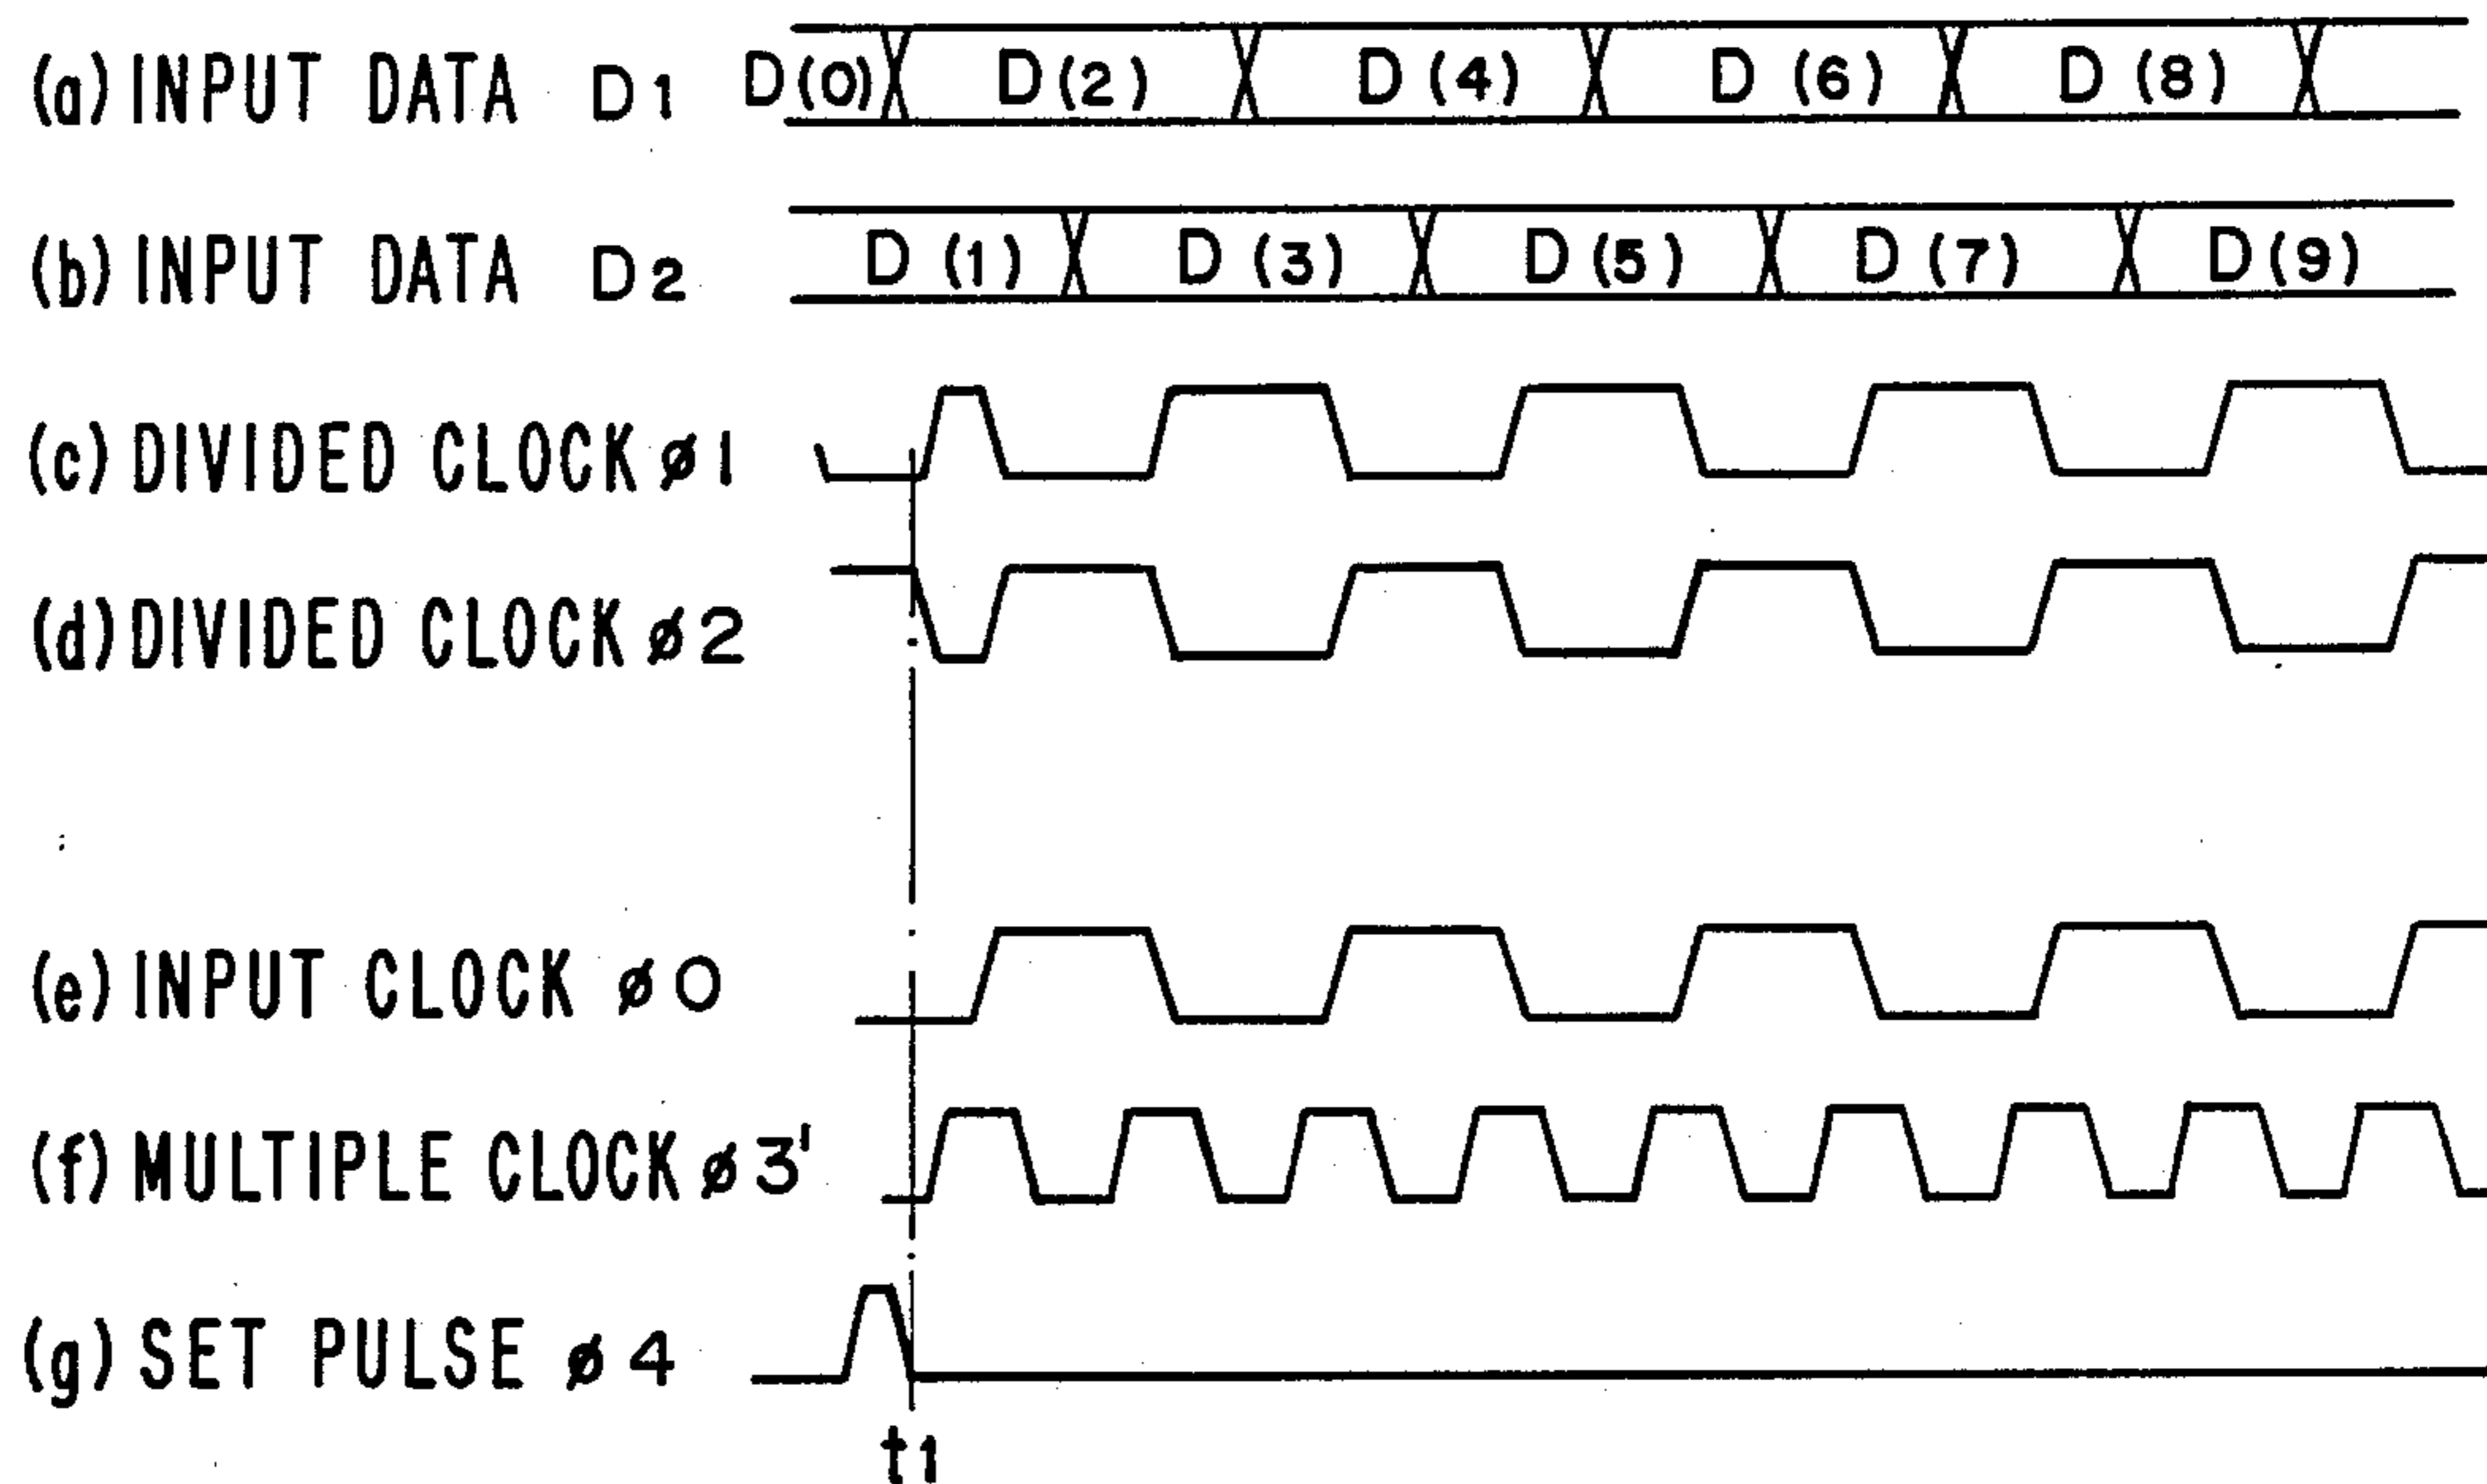 (a) INPUT DATA D1 D(0) D(2) D(4) D(6) D(8)
(b) INPUT DATA D2 D(1) D(3) D(5) D(7) D(9)
(c) DIVIDED CLOCK ø1
(d) DIVIDED CLOCK ø2
(e) INPUT CLOCK ø0
(f) MULTIPLE CLOCK ø3'
(g) SET PULSE ø4
t1